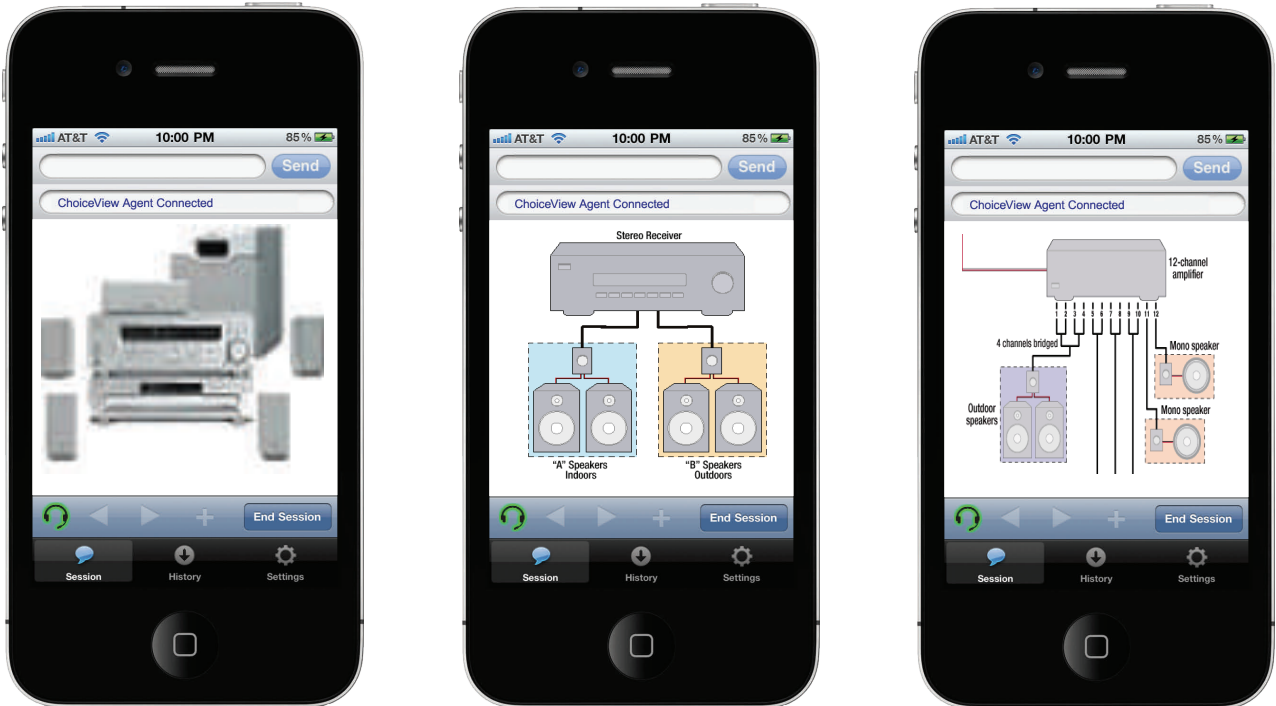 AT&T 10:00 PM 85%
Send
ChoiceView Agent Connected
End Session
Session History Settings
AT&T 10:00 PM 85%
Send
ChoiceView Agent Connected
Stereo Receiver
"A" Speakers
Indoors
"B" Speakers
Outdoors
End Session
Session History Settings
AT&T 10:00 PM 85%
Send
ChoiceView Agent Connected
12-channel
amplifier
1 2 3 4 5 6 7 8 9 10 11 12
4 channels bridged
Mono speaker
Outdoor
speakers
Mono speaker
End Session
Session History Settings